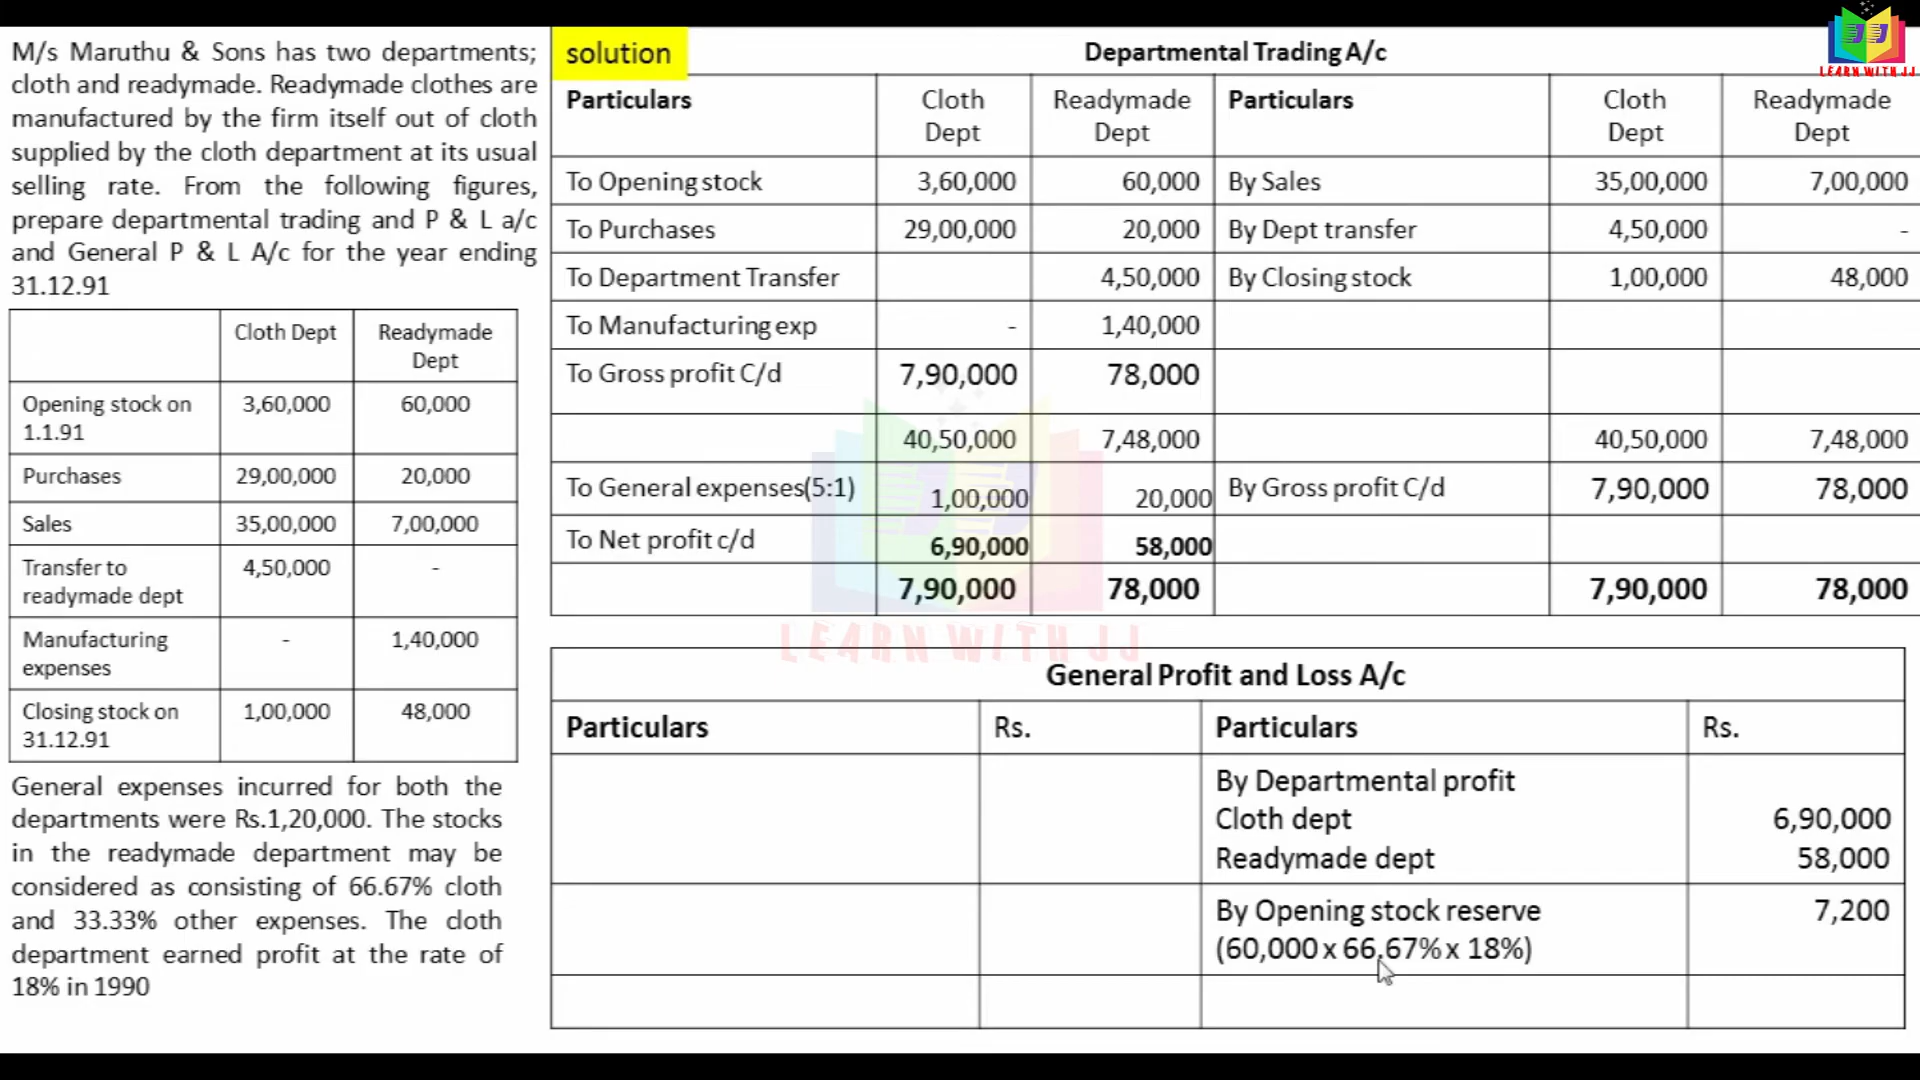 M/s Maruthu & Sons has two departments;
cloth and readymade. Readymade clothes are
manufactured by the firm itself out of cloth
supplied by the cloth department at its usual
selling rate. From the following figures,
prepare departmental trading and P & L a/c
and General P & L A/c for the year ending
31.12.91
Cloth Dept Readymade
Dept
Opening stock on 3,60,000 60,000
1.1.91
Purchases 29,00,000 20,000
Sales 35,00,000 7,00,000
Transfer to 4,50,000 -
readymade dept
Manufacturing - 1,40,000
expenses
Closing stock on 1,00,000 48,000
31.12.91
General expenses incurred for both the
departments were Rs.1,20,000. The stocks
in the readymade department may be
considered as consisting of 66.67% cloth
and 33.33% other expenses. The cloth
department earned profit at the rate of
18% in 1990
solution
Departmental Trading A/c
Particulars Cloth Readymade Particulars Cloth Readymade
Dept Dept Dept Dept
To Opening stock 3,60,000 60,000 By Sales 35,00,000 7,00,000
To Purchases 29,00,000 20,000 By Dept transfer 4,50,000 -
To Department Transfer 4,50,000 By Closing stock 1,00,000 48,000
To Manufacturing exp - 1,40,000
To Gross profit C/d 7,90,000 78,000
40,50,000 7,48,000 40,50,000 7,48,000
To General expenses(5:1) 1,00,000 20,000 By Gross profit C/d 7,90,000 78,000
To Net profit c/d 6,90,000 58,000
7,90,000 78,000 7,90,000 78,000
General Profit and Loss A/c
Particulars Rs. Particulars Rs.
By Departmental profit
Cloth dept 6,90,000
Readymade dept 58,000
By Opening stock reserve 7,200
(60,000 x 66.67% x 18%)
LEARN WITH JJ
JJ
LEARN WITH JJ